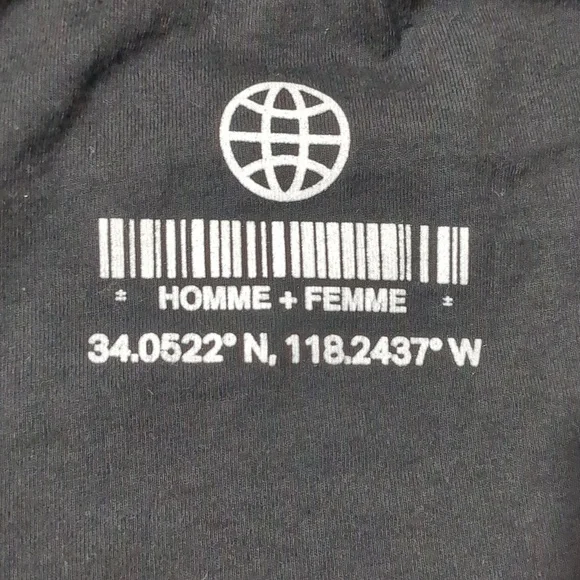 ± HOMME + FEMME ±
34.0522° N, 118.2437° W